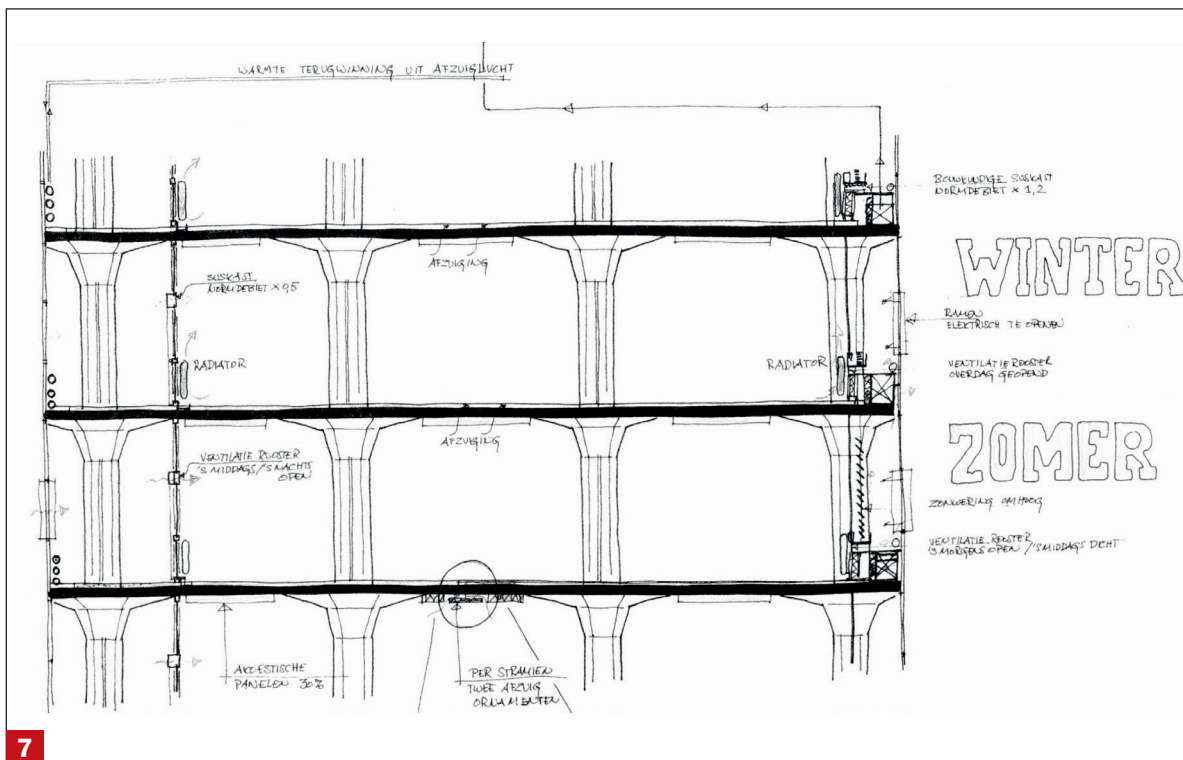 WARMTE TERUGWINNING UIT AFZUIGLUCHT
BOUWKUNDIGE SUSKAST
NORMDEBIET x 1,2
AFZUIGING
SUSKAST
NORMDEBIET x 0,5
WINTER
RAMEN
ELEKTRISCH TE OPENEN
RADIATOR
RADIATOR
VENTILATIE ROOSTER
OVERDAG GEOPEND
AFZUIGING
VENTILATIE ROOSTER
'S MIDDAGS / 'S NACHTS
OPEN
ZOMER
ZONWERING OMHOOG
VENTILATIE ROOSTER
'S MORGENS OPEN / 'S MIDDAGS DICHT
AKOESTISCHE
PANELEN 30%
PER STRAMIEN
TWEE AFZUIG
ORNAMENTEN
7